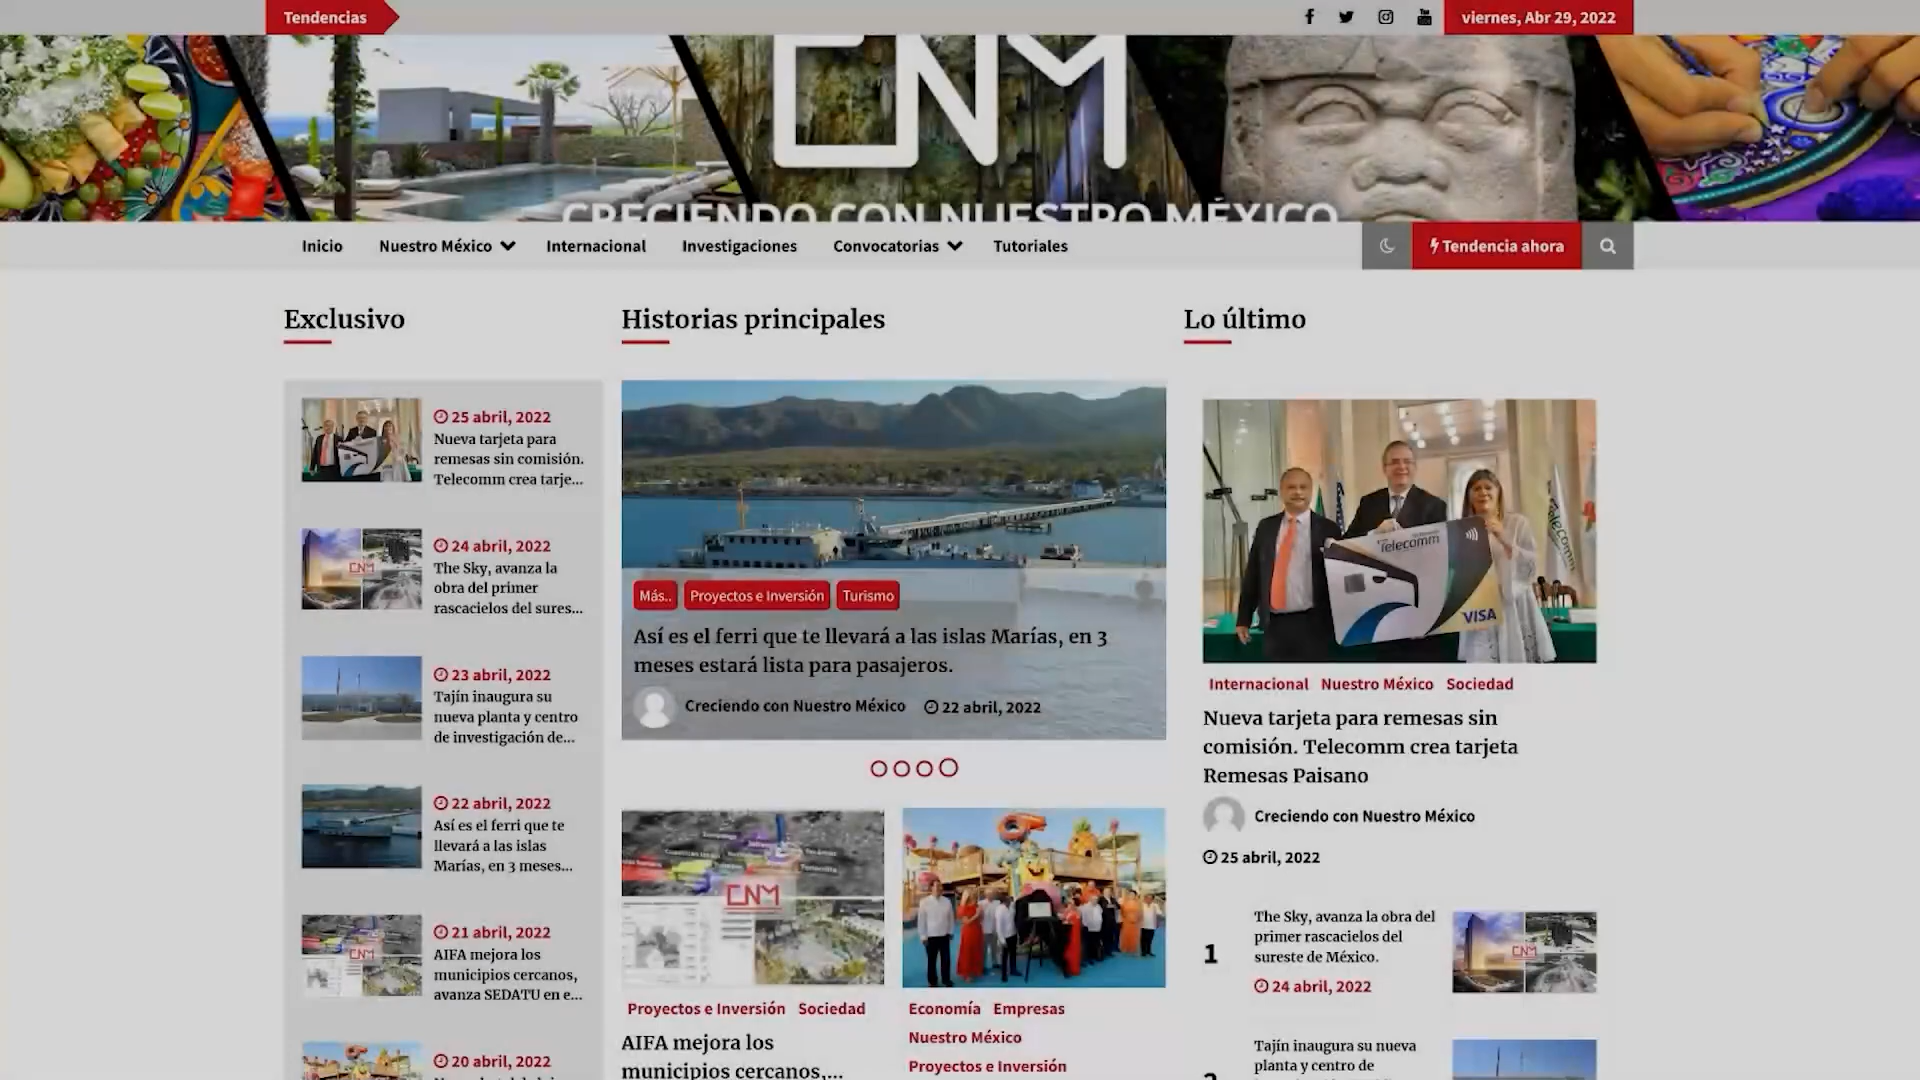 Tendencias
viernes, Abr 29, 2022
CNM
CRECIENDO CON NUESTRO MÉXICO
Inicio
Nuestro México
Internacional
Investigaciones
Convocatorias
Tutoriales
Tendencia ahora
Exclusivo
25 abril, 2022
Nueva tarjeta para
remesas sin comisión.
Telecomm crea tarje...
24 abril, 2022
The Sky, avanza la
obra del primer
rascacielos del sures...
23 abril, 2022
Tajín inaugura su
nueva planta y centro
de investigación de...
22 abril, 2022
Así es el ferri que te
llevará a las islas
Marías, en 3 meses...
21 abril, 2022
AIFA mejora los
municipios cercanos,
avanza SEDATU en e...
20 abril, 2022
Historias principales
Más..
Proyectos e Inversión
Turismo
Así es el ferri que te llevará a las islas Marías, en 3
meses estará lista para pasajeros.
Creciendo con Nuestro México
22 abril, 2022
CNM
Proyectos e Inversión Sociedad
AIFA mejora los
municipios cercanos,...
Economía Empresas
Nuestro México
Proyectos e Inversión
Lo último
Telecomm
VISA
Telecomm
Internacional Nuestro México Sociedad
Nueva tarjeta para remesas sin
comisión. Telecomm crea tarjeta
Remesas Paisano
Creciendo con Nuestro México
25 abril, 2022
1
The Sky, avanza la obra del
primer rascacielos del
sureste de México.
24 abril, 2022
CNM
Tajín inaugura su nueva
planta y centro de